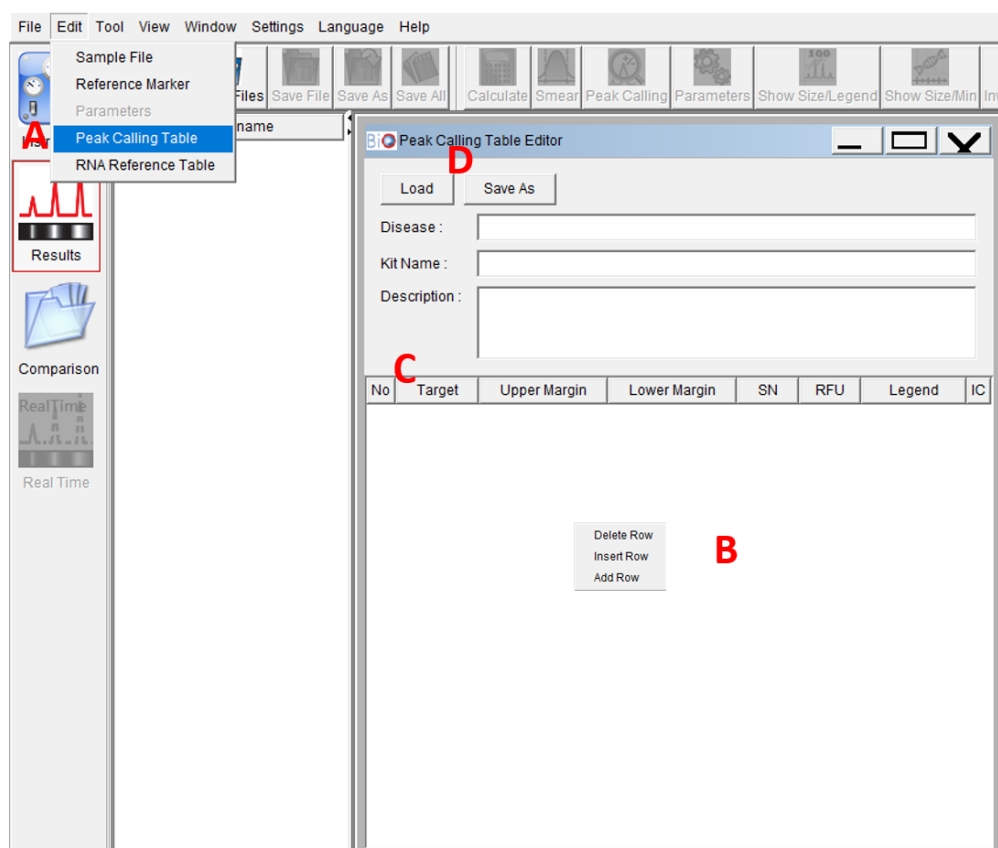 File Edit Tool View Window Settings Language Help
Sample File
Reference Marker
Parameters
Peak Calling Table
RNA Reference Table
Files Save File Save As Save All Calculate Smear Peak Calling Parameters Show Size/Legend Show Size/Min
A
name
Results
Comparison
RealTime
Real Time
Peak Calling Table Editor
D
Load Save As
Disease :
Kit Name :
Description :
C
No Target Upper Margin Lower Margin SN RFU Legend IC
Delete Row
Insert Row
Add Row
B